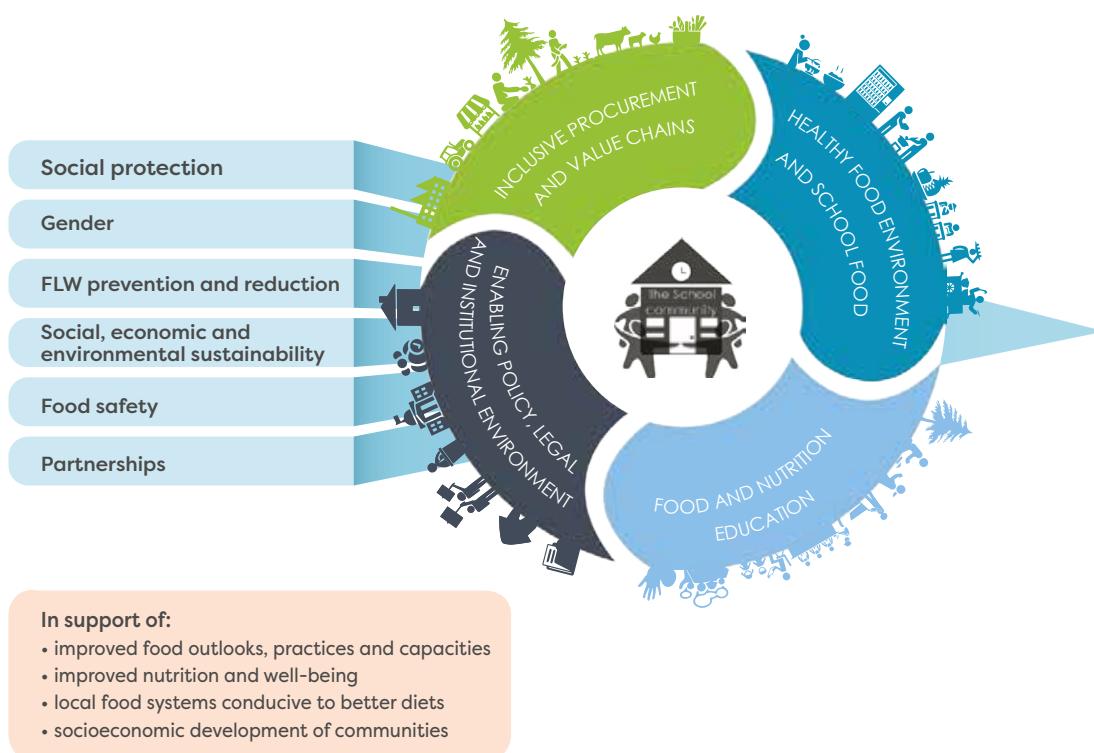 INCLUSIVE PROCUREMENT
AND VALUE CHAINS
HEALTHY FOOD ENVIRONMENT
AND SCHOOL FOOD
Social protection
Gender
FLW prevention and reduction
Social, economic and
environmental sustainability
Food safety
Partnerships
The School
community
ENABLING POLICY, LEGAL
AND INSTITUTIONAL ENVIRONMENT
FOOD AND NUTRITION
EDUCATION
In support of:
• improved food outlooks, practices and capacities
• improved nutrition and well-being
• local food systems conducive to better diets
• socioeconomic development of communities